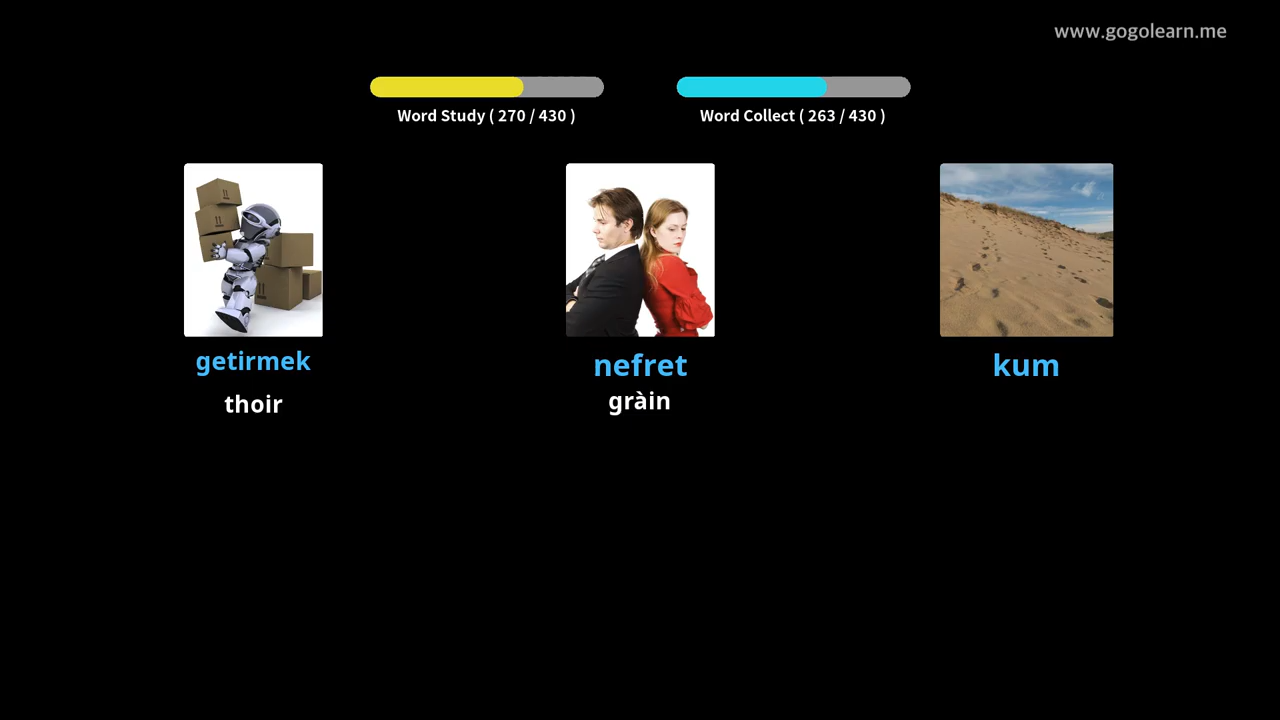 www.gogolearn.me
Word Study ( 270 / 430 )
Word Collect ( 263 / 430 )
getirmek
thoir
nefret
gràin
kum